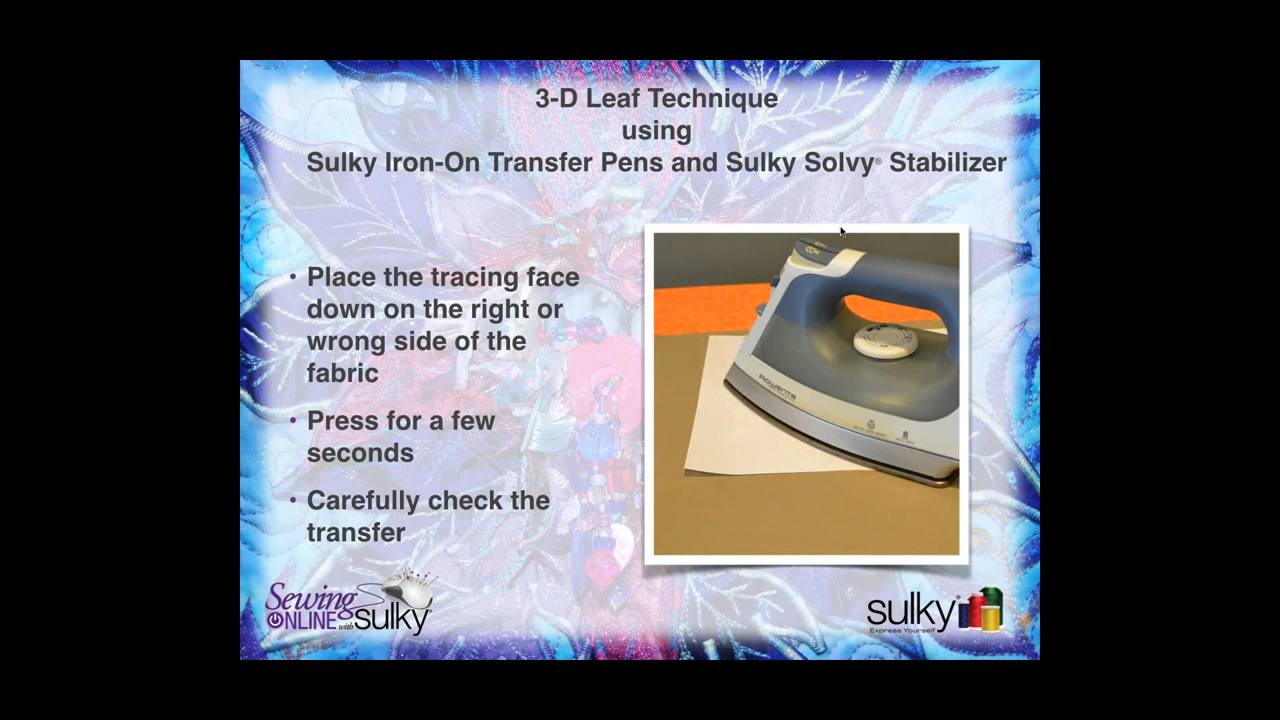 3-D Leaf Technique
using
Sulky Iron-On Transfer Pens and Sulky Solvy® Stabilizer
• Place the tracing face
down on the right or
wrong side of the
fabric
• Press for a few
seconds
• Carefully check the
transfer
ROWENTA
Sewing
ONLINE with sulky
sulky®
Express Yourself